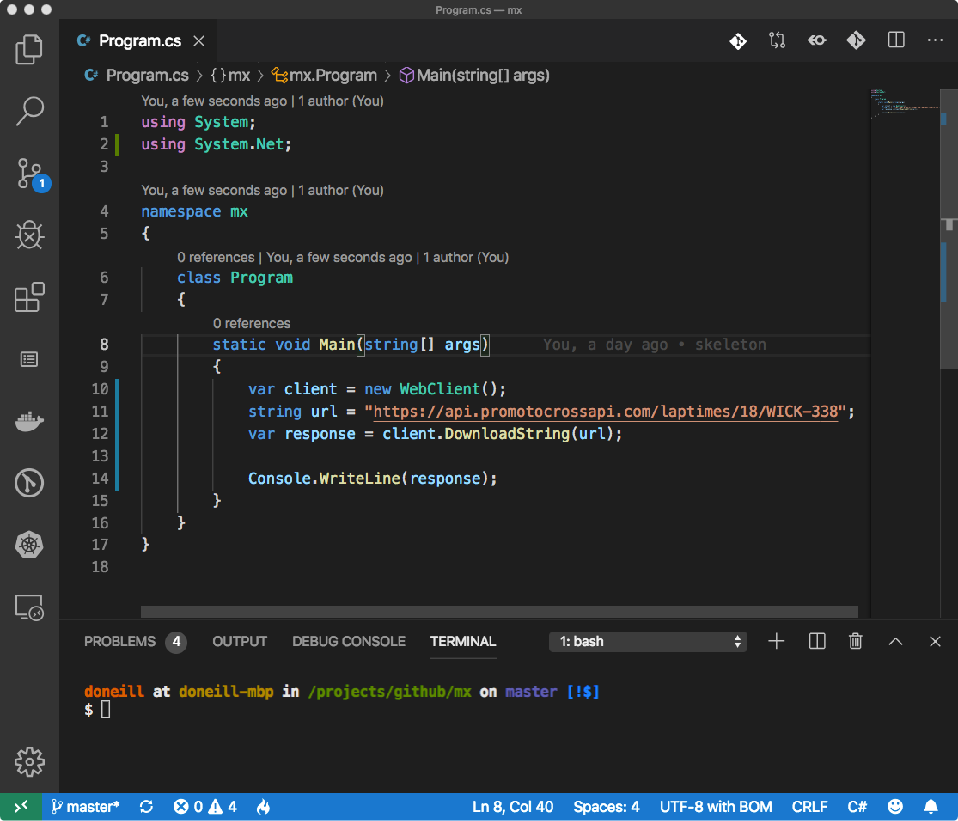 Program.cs — mx
Program.cs
Program.cs > {} mx > mx.Program > Main(string[] args)
You, a few seconds ago | 1 author (You)
1 using System;
2 using System.Net;
3
You, a few seconds ago | 1 author (You)
4 namespace mx
5 {
0 references | You, a few seconds ago | 1 author (You)
6 class Program
7 {
0 references
8 static void Main(string[] args) You, a day ago • skeleton
9 {
10 var client = new WebClient();
11 string url = "https://api.promotocrossapi.com/laptimes/18/WICK-338";
12 var response = client.DownloadString(url);
13
14 Console.WriteLine(response);
15 }
16 }
17 }
18
1
PROBLEMS 4 OUTPUT DEBUG CONSOLE TERMINAL 1: bash
doneill at doneill-mbp in /projects/github/mx on master [!$]
$
master* 0 4 Ln 8, Col 40 Spaces: 4 UTF-8 with BOM CRLF C#